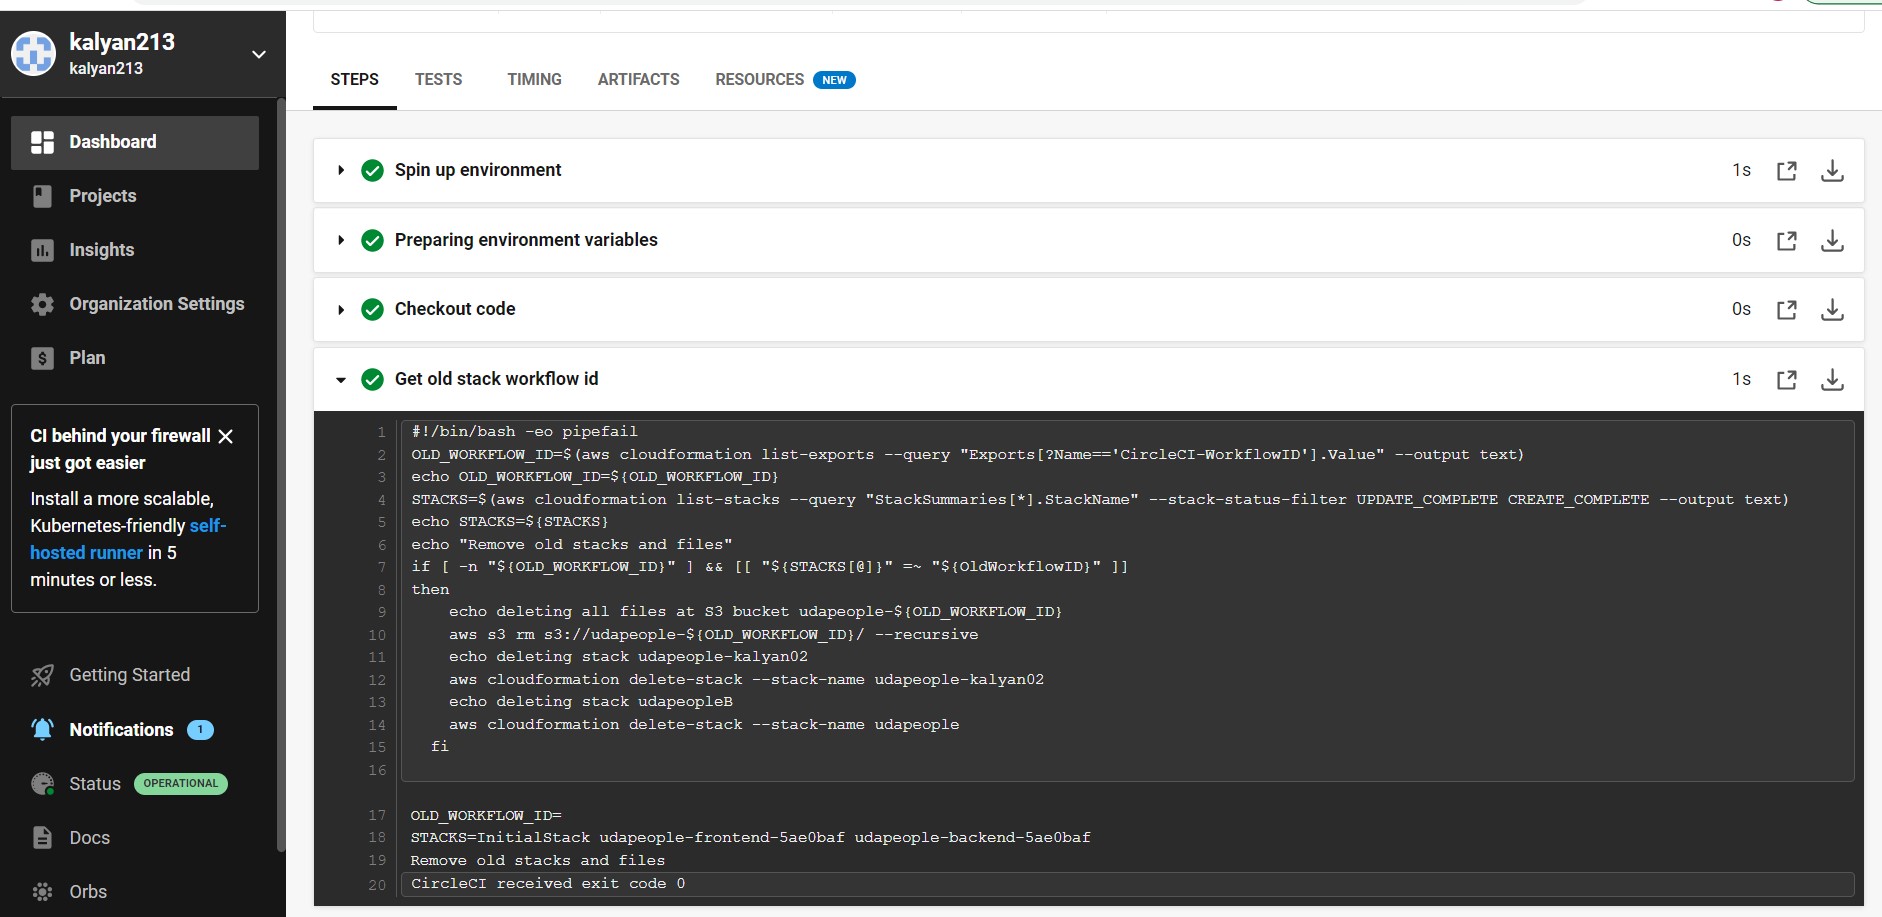 kalyan213
kalyan213
Dashboard
Projects
Insights
Organization Settings
Plan
CI behind your firewall
just got easier
Install a more scalable,
Kubernetes-friendly self-
hosted runner in 5
minutes or less.
Getting Started
Notifications 1
Status OPERATIONAL
Docs
Orbs
STEPS TESTS TIMING ARTIFACTS RESOURCES NEW
Spin up environment 1s
Preparing environment variables 0s
Checkout code 0s
Get old stack workflow id 1s
1 #!/bin/bash -eo pipefail
2 OLD_WORKFLOW_ID=$(aws cloudformation list-exports --query "Exports[?Name=='CircleCI-WorkflowID'].Value" --output text)
3 echo OLD_WORKFLOW_ID=${OLD_WORKFLOW_ID}
4 STACKS=$(aws cloudformation list-stacks --query "StackSummaries[*].StackName" --stack-status-filter UPDATE_COMPLETE CREATE_COMPLETE --output text)
5 echo STACKS=${STACKS}
6 echo "Remove old stacks and files"
7 if [ -n "${OLD_WORKFLOW_ID}" ] && [[ "${STACKS[@]}" =~ "${OldWorkflowID}" ]]
8 then
9 echo deleting all files at S3 bucket udapeople-${OLD_WORKFLOW_ID}
10 aws s3 rm s3://udapeople-${OLD_WORKFLOW_ID}/ --recursive
11 echo deleting stack udapeople-kalyan02
12 aws cloudformation delete-stack --stack-name udapeople-kalyan02
13 echo deleting stack udapeopleB
14 aws cloudformation delete-stack --stack-name udapeople
15 fi
16
17 OLD_WORKFLOW_ID=
18 STACKS=InitialStack udapeople-frontend-5ae0baf udapeople-backend-5ae0baf
19 Remove old stacks and files
20 CircleCI received exit code 0